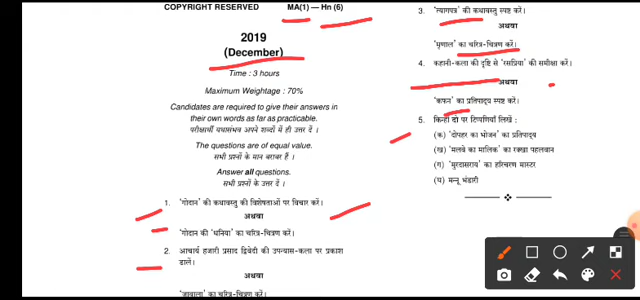 COPYRIGHT RESERVED MA(1) — Hn (6)
2019
(December)
Time : 3 hours
Maximum Weightage : 70%
Candidates are required to give their answers in
their own words as far as practicable.
परीक्षार्थी यथासंभव अपने शब्दों में ही उत्तर दें ।
The questions are of equal value.
सभी प्रश्नों के मान बराबर हैं ।
Answer all questions.
सभी प्रश्नों के उत्तर दें ।
1. 'गोदान' की कथावस्तु की विशेषताओं पर विचार करें।
अथवा
'गोदान की 'धनिया' का चरित्र-चित्रण करें।
2. आचार्य हजारी प्रसाद द्विवेदी की उपन्यास-कला पर प्रकाश
डालें।
अथवा
'जाबाला' का चरित्र-चित्रण करें।
3. 'त्यागपत्र' की कथावस्तु स्पष्ट करें।
अथवा
'मृणाल' का चरित्र-चित्रण करें।
4. कहानी-कला की दृष्टि से 'रसप्रिया' की समीक्षा करें।
अथवा
'कफन' का प्रतिपाद्य स्पष्ट करें।
5. किन्हीं दो पर टिप्पणियाँ लिखें :
(क) 'दोपहर का भोजन' का प्रतिपाद्य
(ख) 'मलबे का मालिक' का रक्खा पहलवान
(ग) 'मुरदासराय' का हरिचरण मास्टर
(घ) मन्नू भंडारी